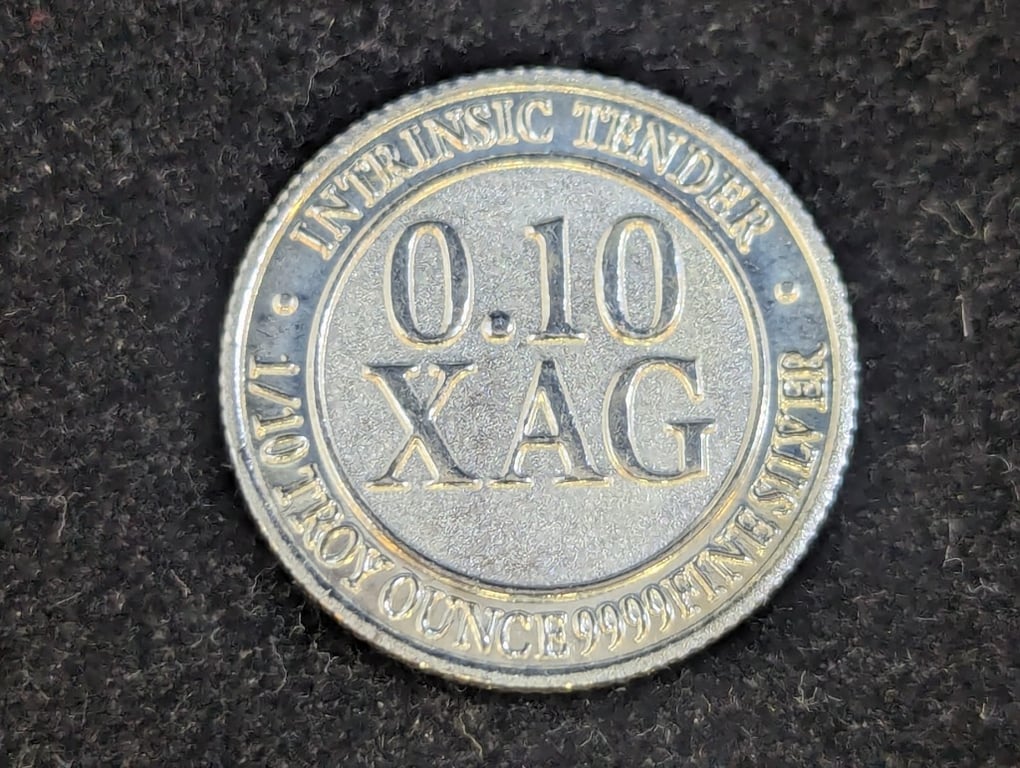 INTRINSIC TENDER
0.10
XAG
1/10 TROY OUNCE 9999 FINE SILVER